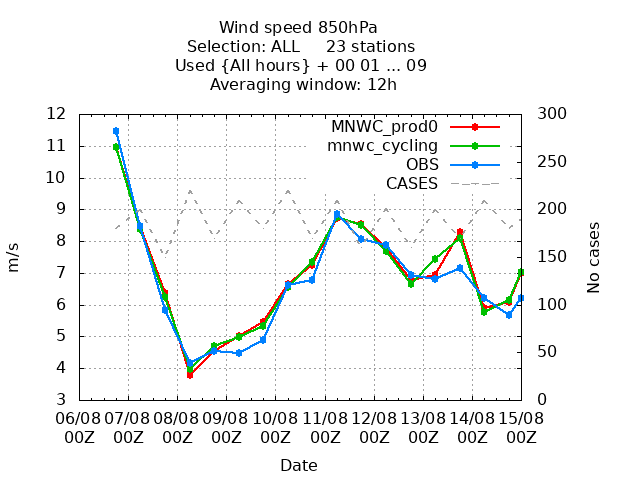 Wind speed 850hPa
Selection: ALL 23 stations
Used {All hours} + 00 01 ... 09
Averaging window: 12h
12
11
10
9
8
7
6
5
4
3
300
250
200
150
100
50
0
m/s
No cases
MNWC_prod0
mnwc_cycling
OBS
CASES
06/08 07/08 08/08 09/08 10/08 11/08 12/08 13/08 14/08 15/08
00Z 00Z 00Z 00Z 00Z 00Z 00Z 00Z 00Z 00Z
Date